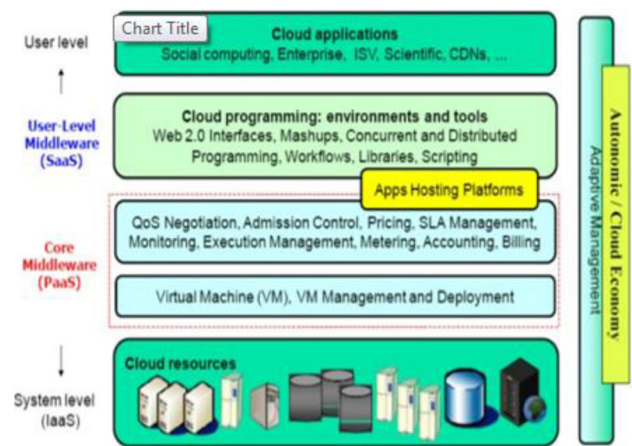 User level
Chart Title
Cloud applications
Social computing, Enterprise, ISV, Scientific, CDNs, ...
User-Level
Middleware
(SaaS)
Cloud programming: environments and tools
Web 2.0 Interfaces, Mashups, Concurrent and Distributed
Programming, Workflows, Libraries, Scripting
Apps Hosting Platforms
Core
Middleware
(PaaS)
QoS Negotiation, Admission Control, Pricing, SLA Management,
Monitoring, Execution Management, Metering, Accounting, Billing
Virtual Machine (VM), VM Management and Deployment
System level
(IaaS)
Cloud resources
Adaptive Management
Autonomic / Cloud Economy